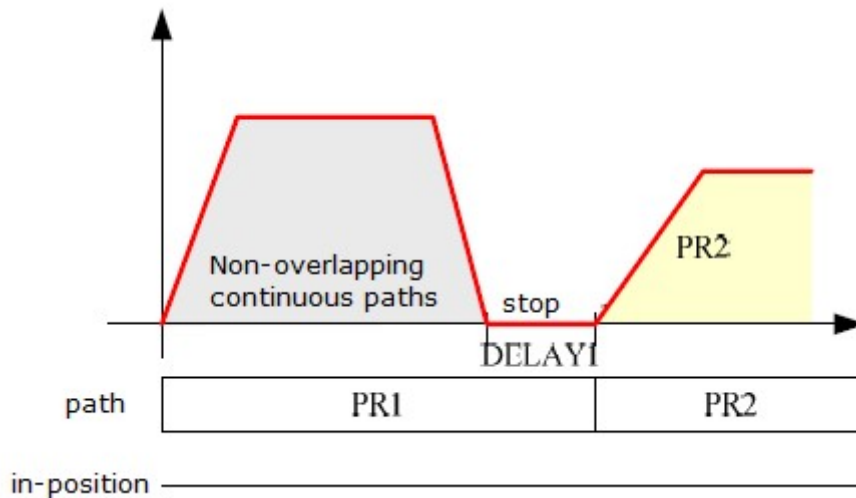 Non-overlapping
continuous paths
PR2
stop
DELAY1
path
PR1
PR2
in-position